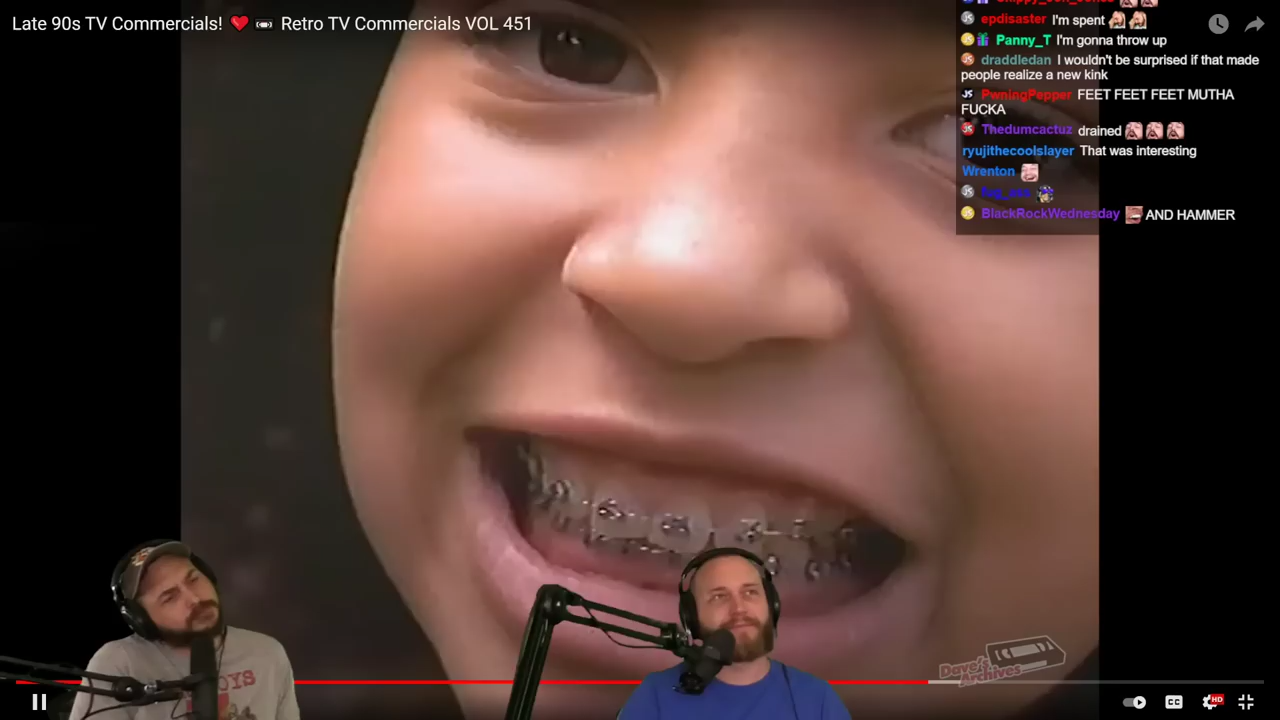 Late 90s TV Commercials! ❤️ 📼 Retro TV Commercials VOL 451
epdisaster I'm spent
Panny_T I'm gonna throw up
draddledan I wouldn't be surprised if that made
people realize a new kink
PwningPepper FEET FEET FEET MUTHA
FUCKA
Thedumcactuz drained
ryujithecoolslayer That was interesting
Wrenton
BlackRockWednesday AND HAMMER
Dave's
Archives
CC
HD